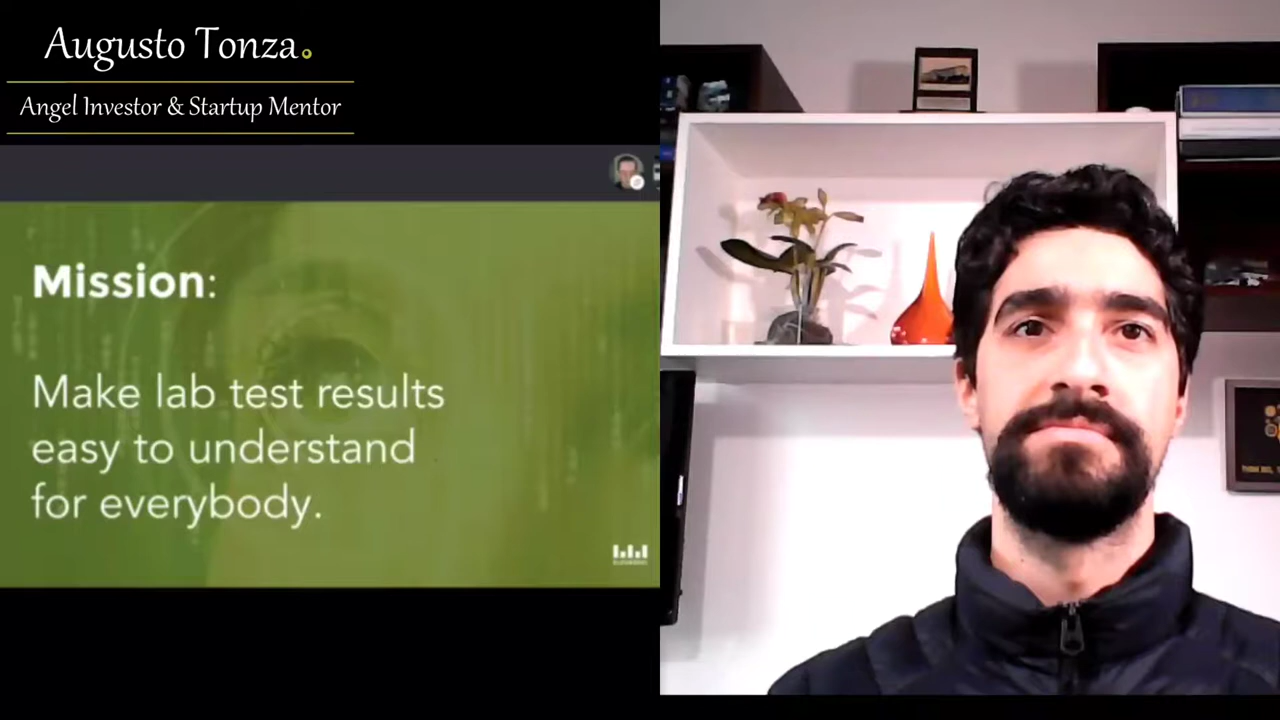 Augusto Tonza.
Angel Investor & Startup Mentor
Mission:
Make lab test results
easy to understand
for everybody.